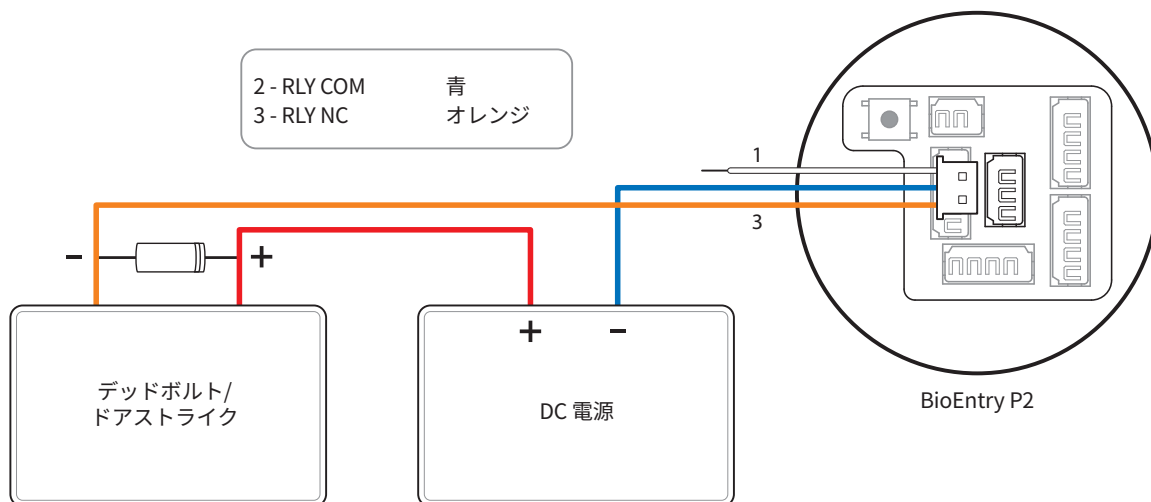 2 - RLY COM 青
3 - RLY NC オレンジ
1
3
- +
+ -
デッドボルト/
ドアストライク
DC 電源
BioEntry P2